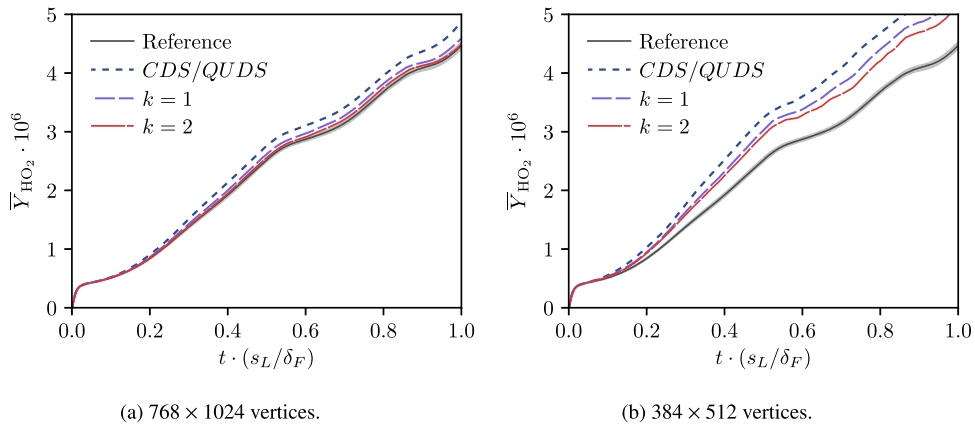 5
4
3
2
1
0
0.0 0.2 0.4 0.6 0.8 1.0
Reference
CDS/QUDS
k = 1
k = 2
Y̅_HO₂ · 10⁶
t · (s_L/δ_F)
(a) 768 × 1024 vertices.
5
4
3
2
1
0
0.0 0.2 0.4 0.6 0.8 1.0
Reference
CDS/QUDS
k = 1
k = 2
Y̅_HO₂ · 10⁶
t · (s_L/δ_F)
(b) 384 × 512 vertices.